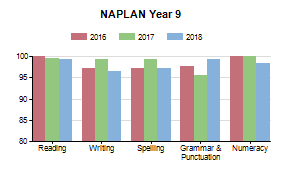 NAPLAN Year 9
2016 2017 2018
100
95
90
85
80
Reading Writing Spelling Grammar & Numeracy
Punctuation